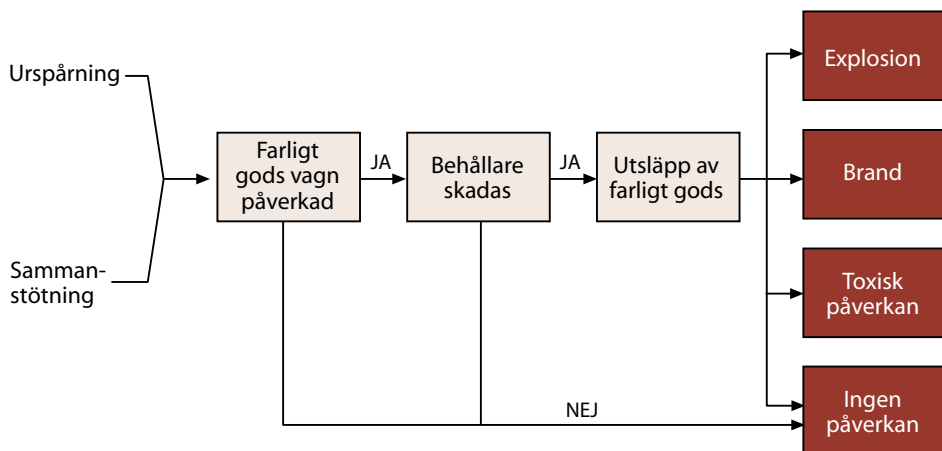 Urspårning
Samman-
stötning
Farligt
gods vagn
påverkad
JA
Behållare
skadas
JA
Utsläpp av
farligt gods
NEJ
Explosion
Brand
Toxisk
påverkan
Ingen
påverkan